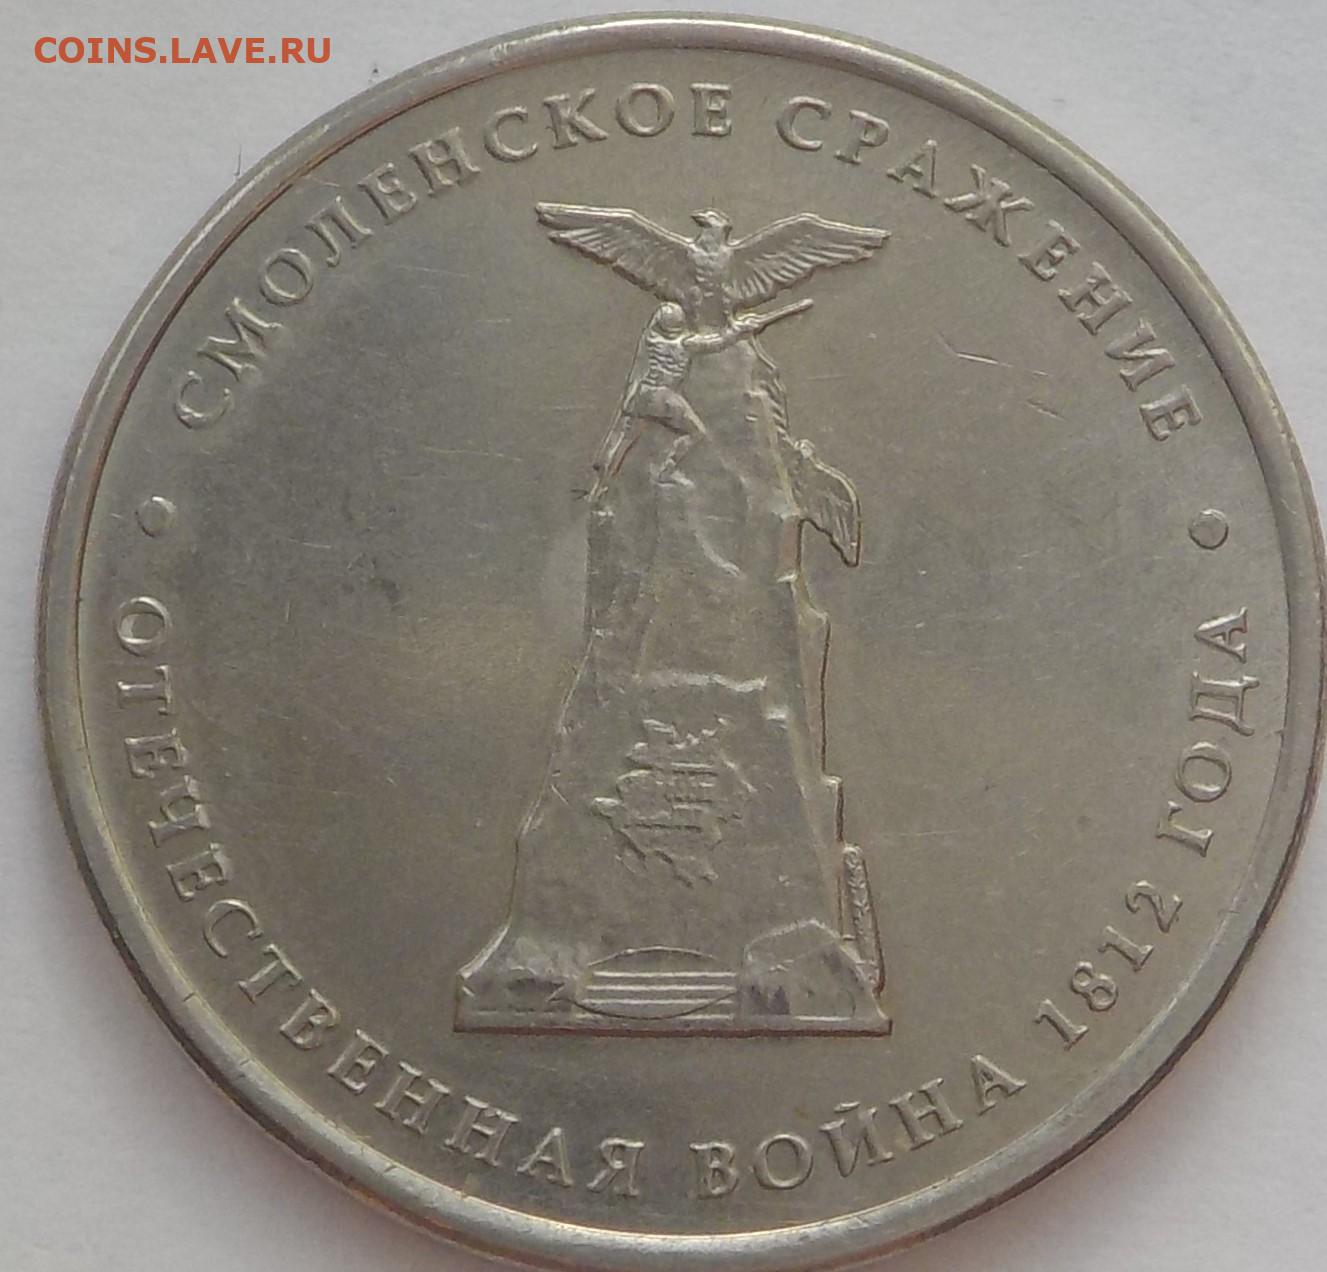 COINS.LAVE.RU
СМОЛЕНСКОЕ СРАЖЕНИЕ
ОТЕЧЕСТВЕННАЯ ВОЙНА 1812 ГОДА